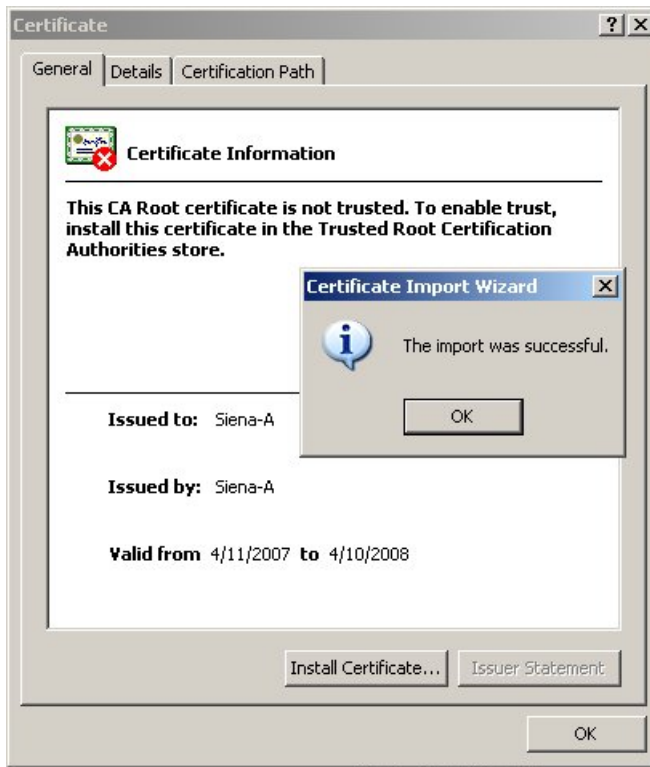 Certificate
General Details Certification Path
Certificate Information
This CA Root certificate is not trusted. To enable trust,
install this certificate in the Trusted Root Certification
Authorities store.
Certificate Import Wizard
The import was successful.
OK
Issued to: Siena-A
Issued by: Siena-A
Valid from 4/11/2007 to 4/10/2008
Install Certificate... Issuer Statement
OK